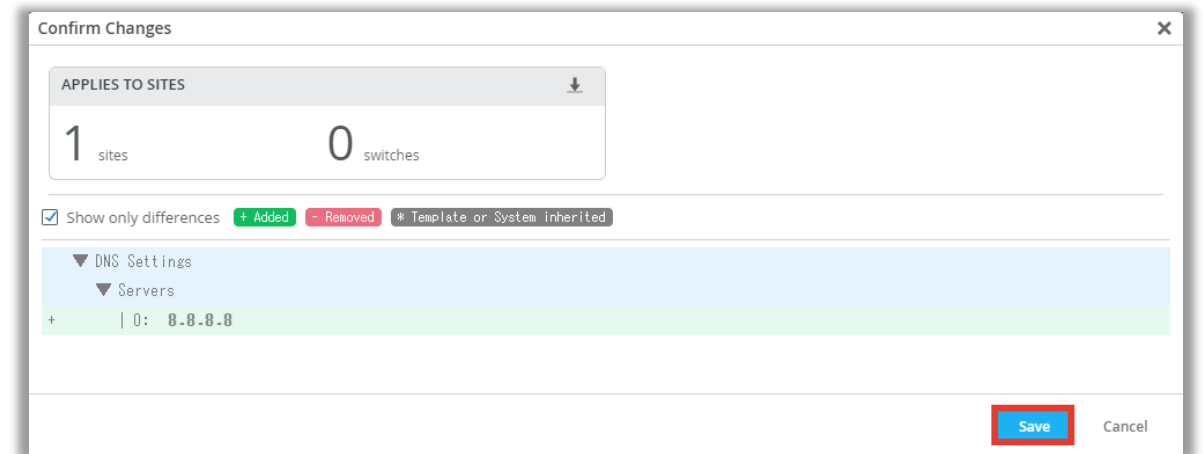 Confirm Changes
APPLIES TO SITES
1 sites 0 switches
Show only differences + Added - Removed * Template or System inherited
DNS Settings
Servers
+ | 0: 8.8.8.8
Save Cancel